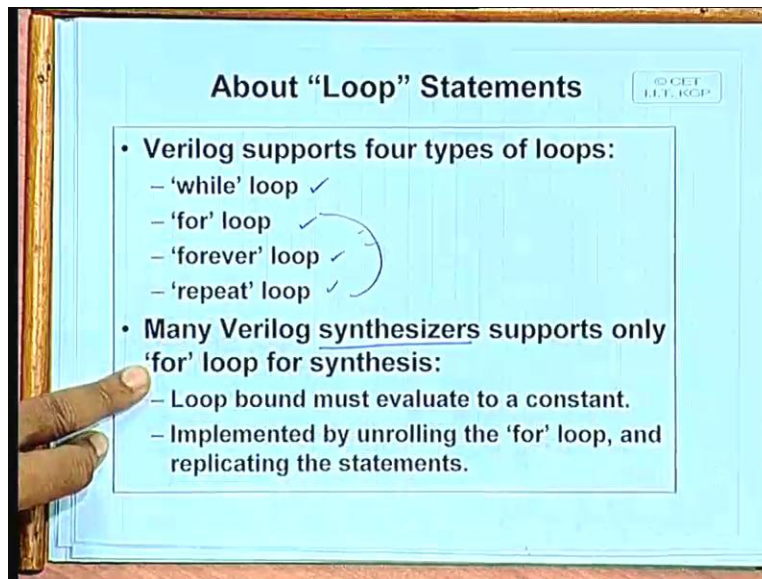 About “Loop” Statements
© CET
I.I.T. KGP
• Verilog supports four types of loops:
– ‘while’ loop ✓
– ‘for’ loop ✓
– ‘forever’ loop ✓
– ‘repeat’ loop ✓
• Many Verilog synthesizers supports only
‘for’ loop for synthesis:
– Loop bound must evaluate to a constant.
– Implemented by unrolling the ‘for’ loop, and
replicating the statements.